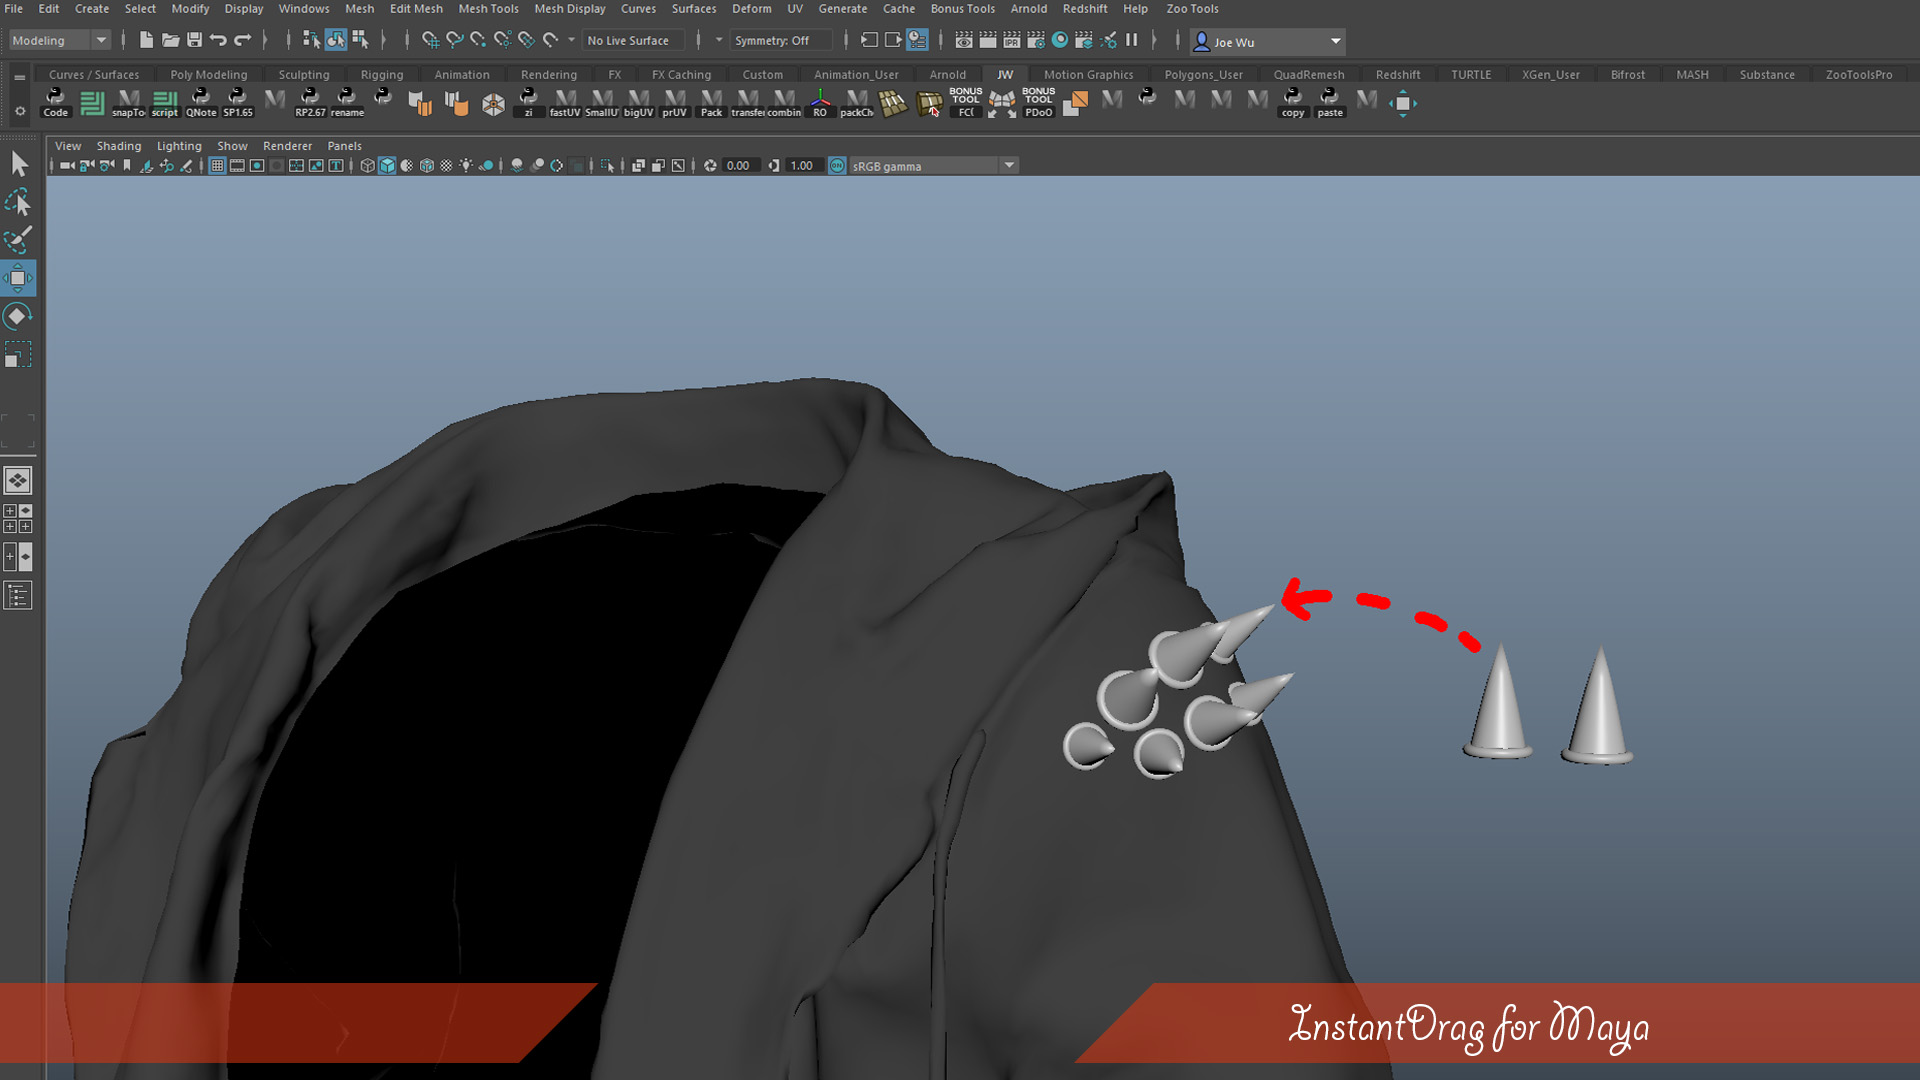 File Edit Create Select Modify Display Windows Mesh Edit Mesh Mesh Tools Mesh Display Curves Surfaces Deform UV Generate Cache Bonus Tools Arnold Redshift Help Zoo Tools
Modeling No Live Surface Symmetry: Off Joe Wu
Curves / Surfaces Poly Modeling Sculpting Rigging Animation Rendering FX FX Caching Custom Animation_User Arnold JW Motion Graphics Polygons_User QuadRemesh Redshift TURTLE XGen_User Bifrost MASH Substance ZooToolsPro
BONUS TOOL BONUS TOOL
Code snapTo script QNote SP1.65 RP2.67 rename zi fastUV SmallU bigUV prUV Pack transfe combin RO packCh FC( PDoO copy paste
View Shading Lighting Show Renderer Panels
0.00 1.00 sRGB gamma
InstantDrag for Maya